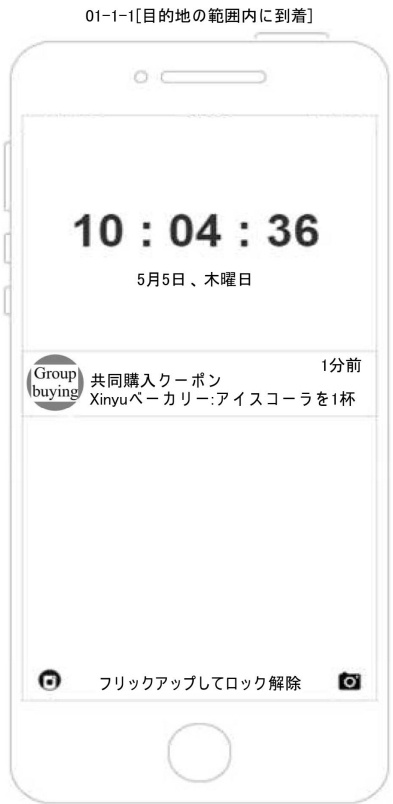 01-1-1[目的地の範囲内に到着]
10 : 04 : 36
5月5日、木曜日
1分前
Group
buying
共同購入クーポン
Xinyuベーカリー:アイスコーラを1杯
フリックアップしてロック解除